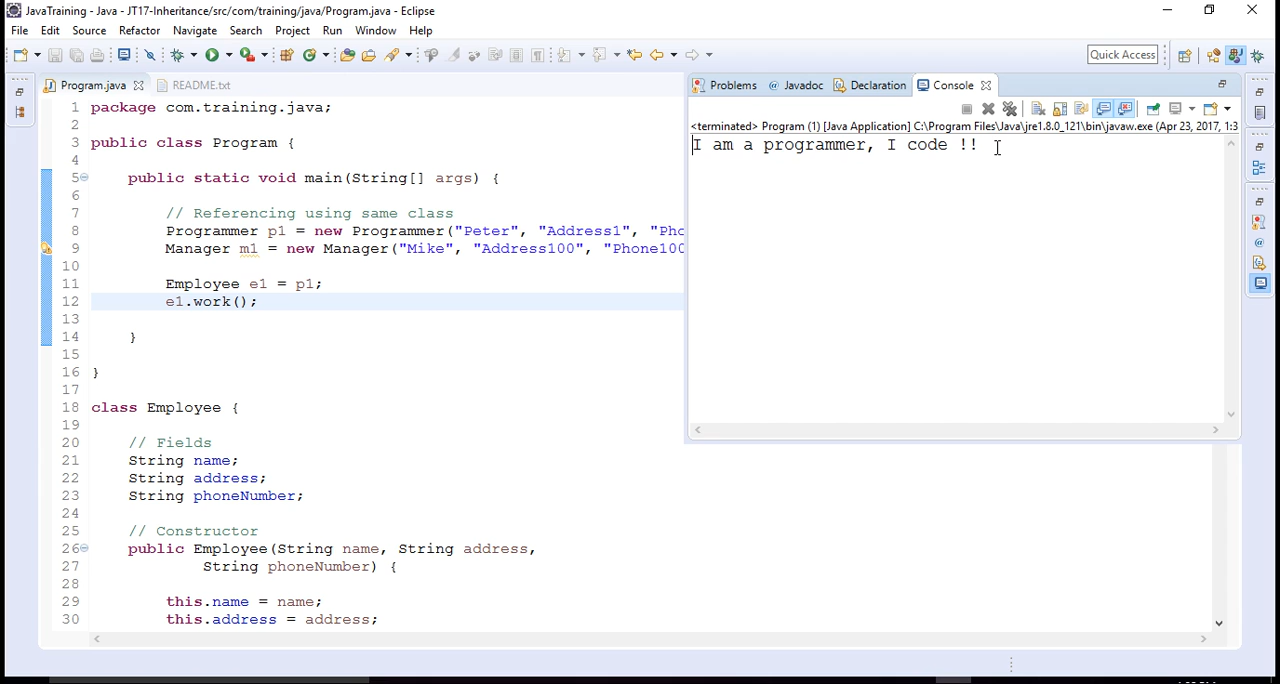 JavaTraining - Java - JT17-Inheritance/src/com/training/java/Program.java - Eclipse
File Edit Source Refactor Navigate Search Project Run Window Help
Quick Access
Program.java README.txt
Problems @ Javadoc Declaration Console
<terminated> Program (1) [Java Application] C:\Program Files\Java\jre1.8.0_121\bin\javaw.exe (Apr 23, 2017, 1:3
I am a programmer, I code !!
1 package com.training.java;
2
3 public class Program {
4
5 public static void main(String[] args) {
6
7 // Referencing using same class
8 Programmer p1 = new Programmer("Peter", "Address1", "Pho
9 Manager m1 = new Manager("Mike", "Address100", "Phone100
10
11 Employee e1 = p1;
12 e1.work();
13
14 }
15
16 }
17
18 class Employee {
19
20 // Fields
21 String name;
22 String address;
23 String phoneNumber;
24
25 // Constructor
26 public Employee(String name, String address,
27 String phoneNumber) {
28
29 this.name = name;
30 this.address = address;